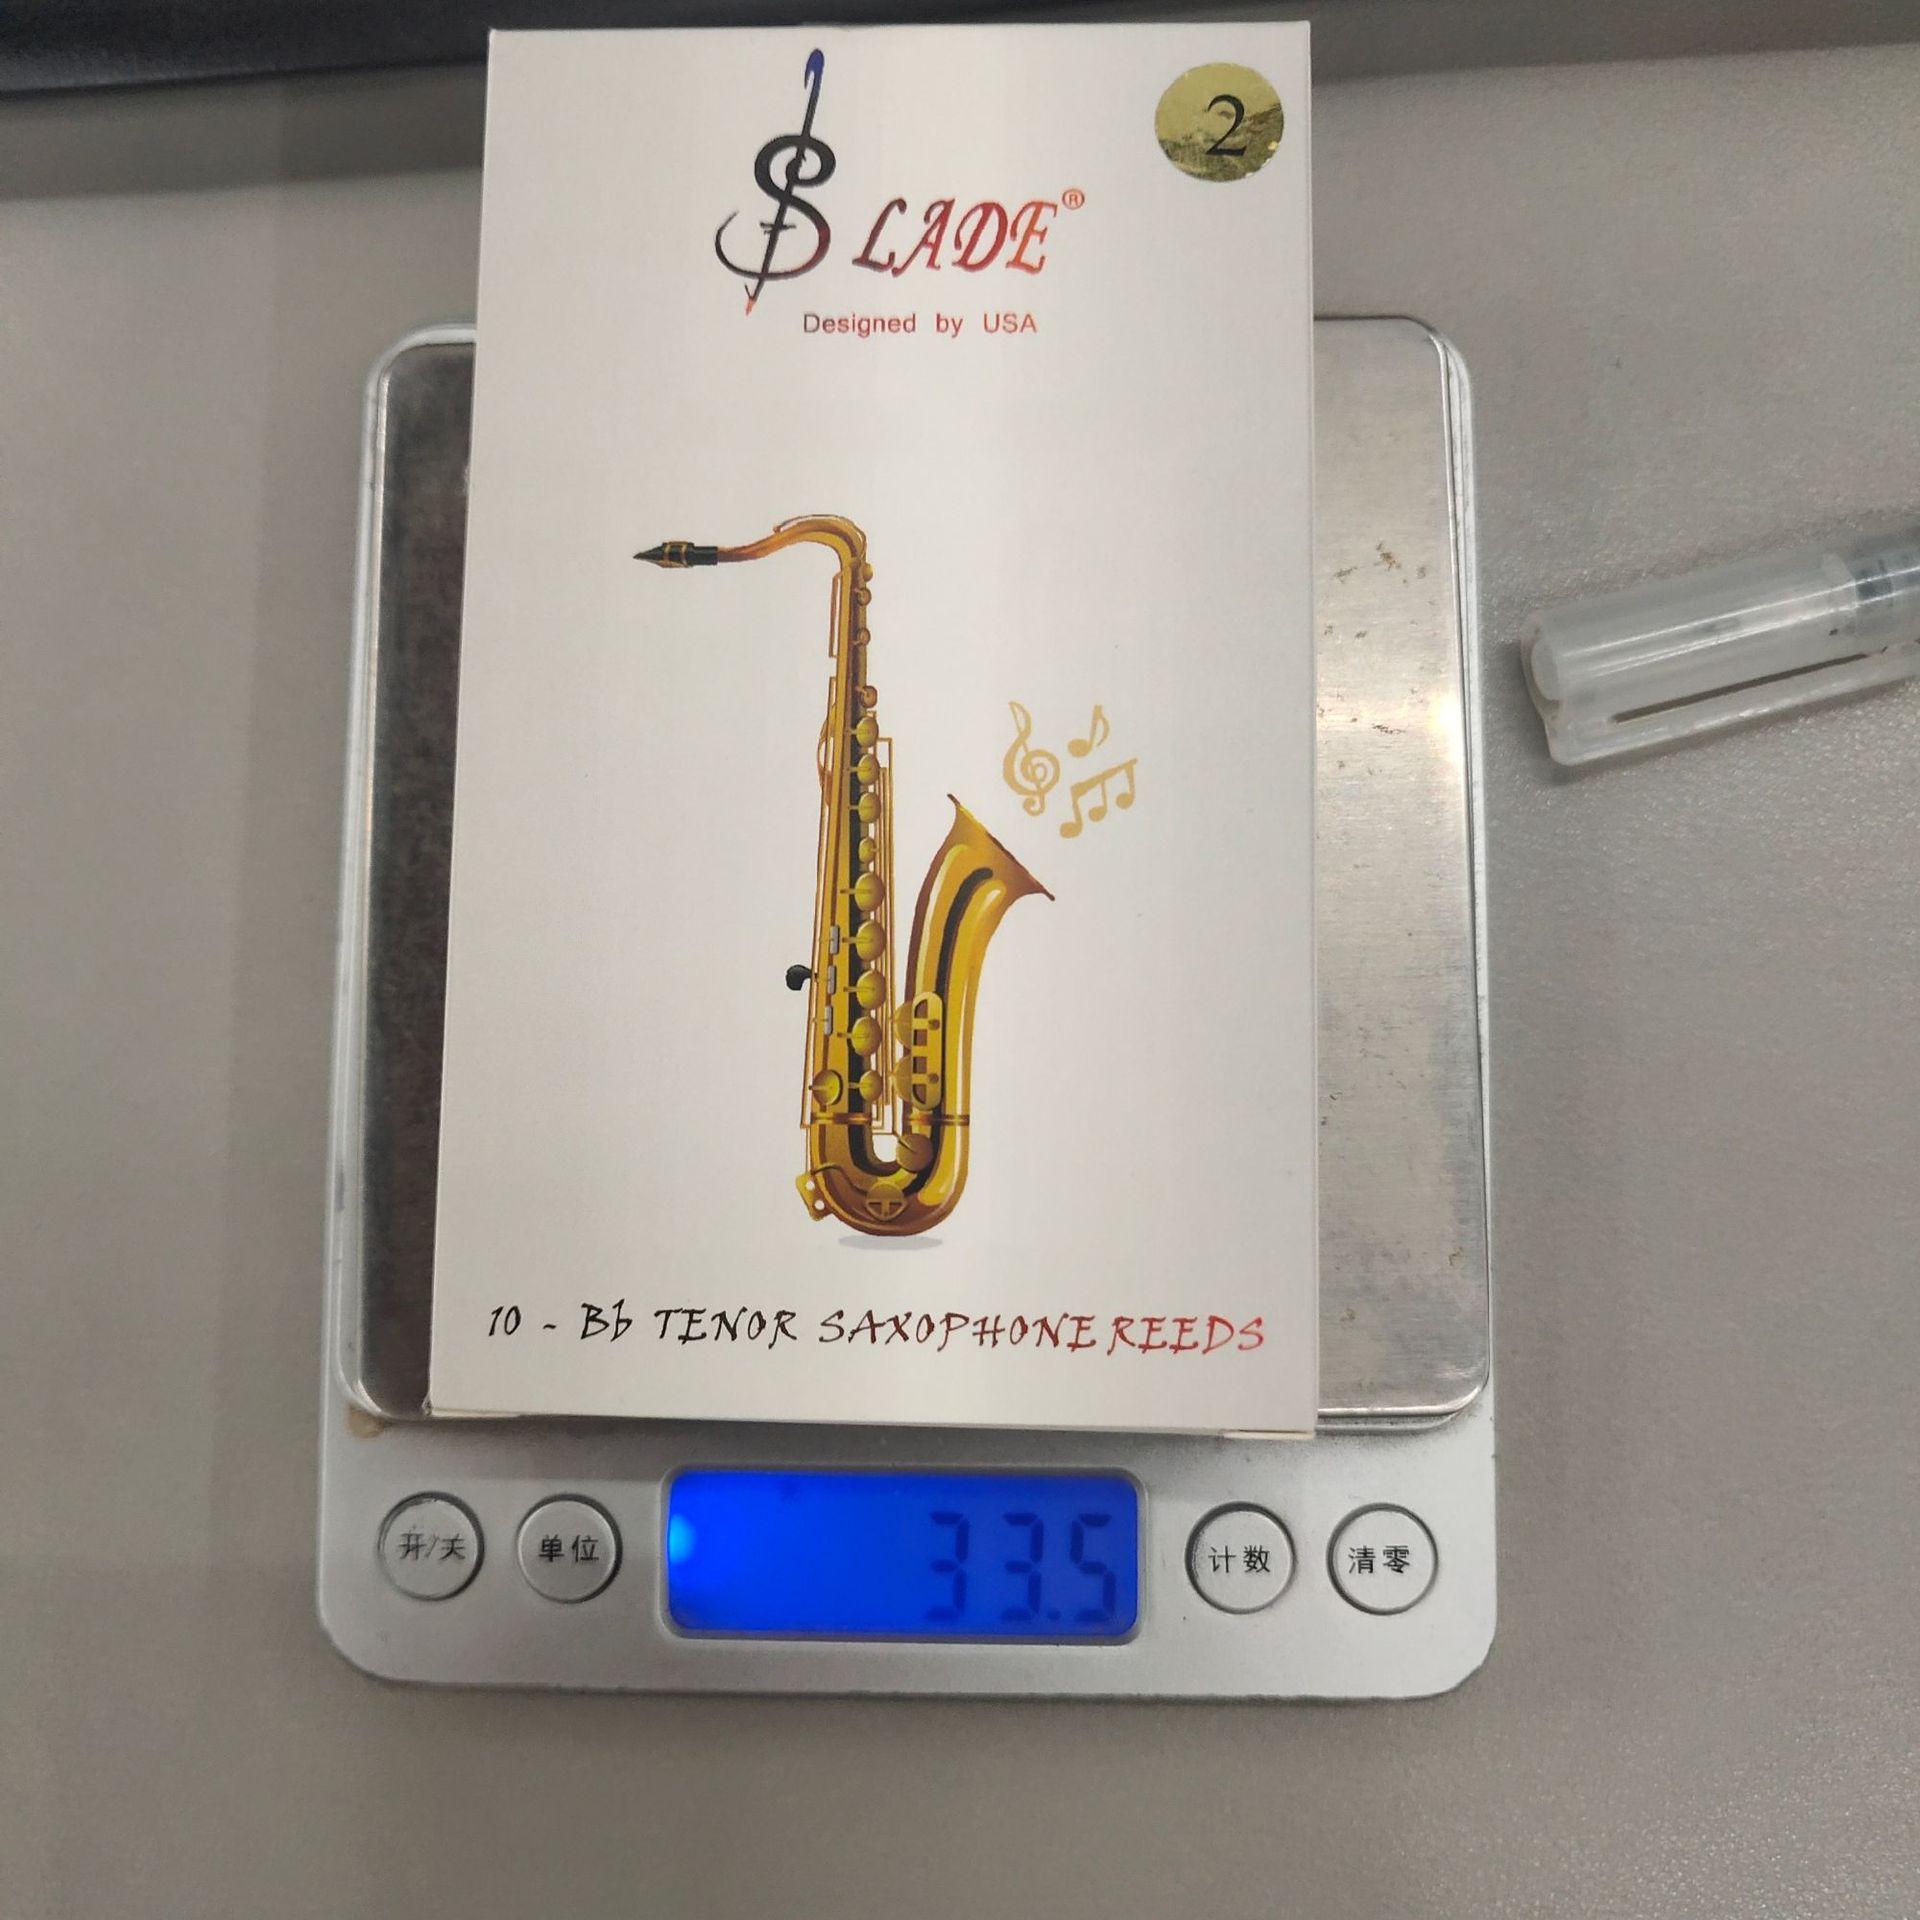 2
SLADE®
Designed by USA
10 - Bb TENOR SAXOPHONE REEDS
33.5
开/关 单位 计数 清零